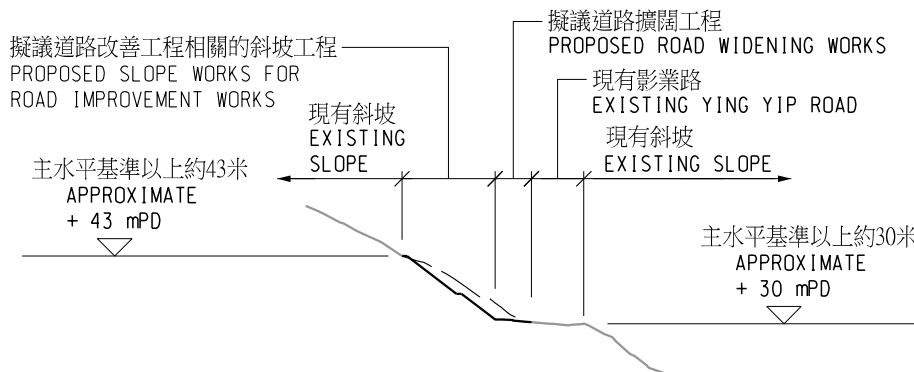 擬議道路擴闊工程
PROPOSED ROAD WIDENING WORKS
擬議道路改善工程相關的斜坡工程
PROPOSED SLOPE WORKS FOR
ROAD IMPROVEMENT WORKS
現有影業路
EXISTING YING YIP ROAD
現有斜坡
EXISTING
SLOPE
現有斜坡
EXISTING SLOPE
主水平基準以上約43米
APPROXIMATE
+ 43 mPD
主水平基準以上約30米
APPROXIMATE
+ 30 mPD